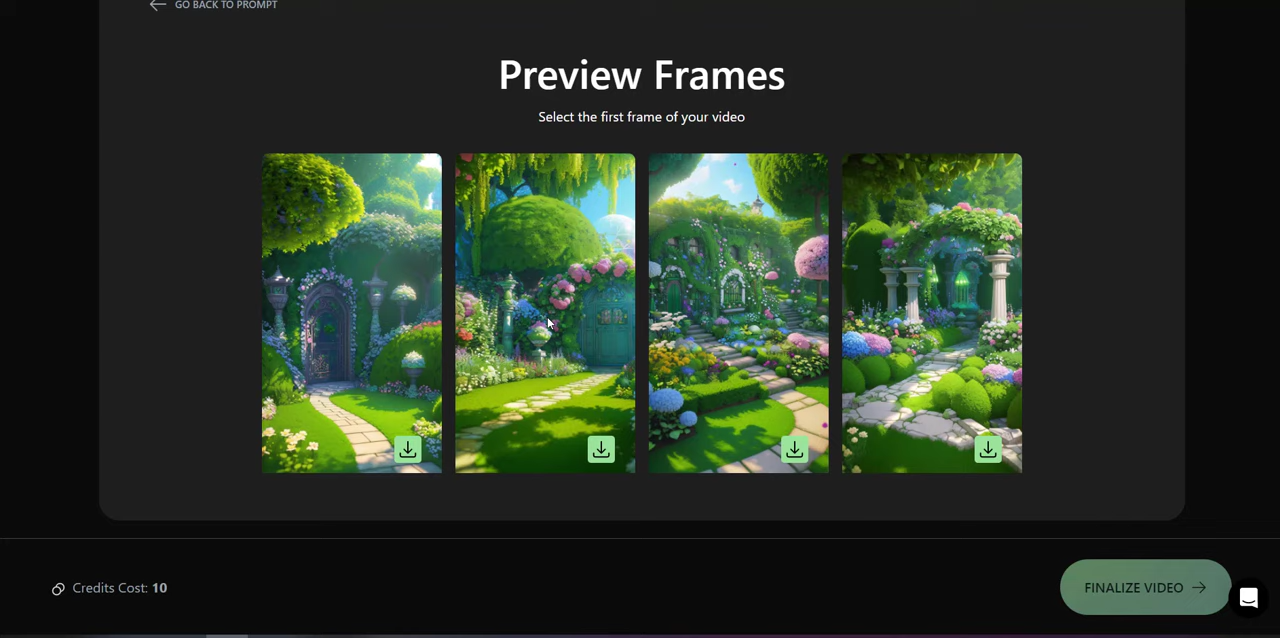 GO BACK TO PROMPT
Preview Frames
Select the first frame of your video
Credits Cost: 10
FINALIZE VIDEO